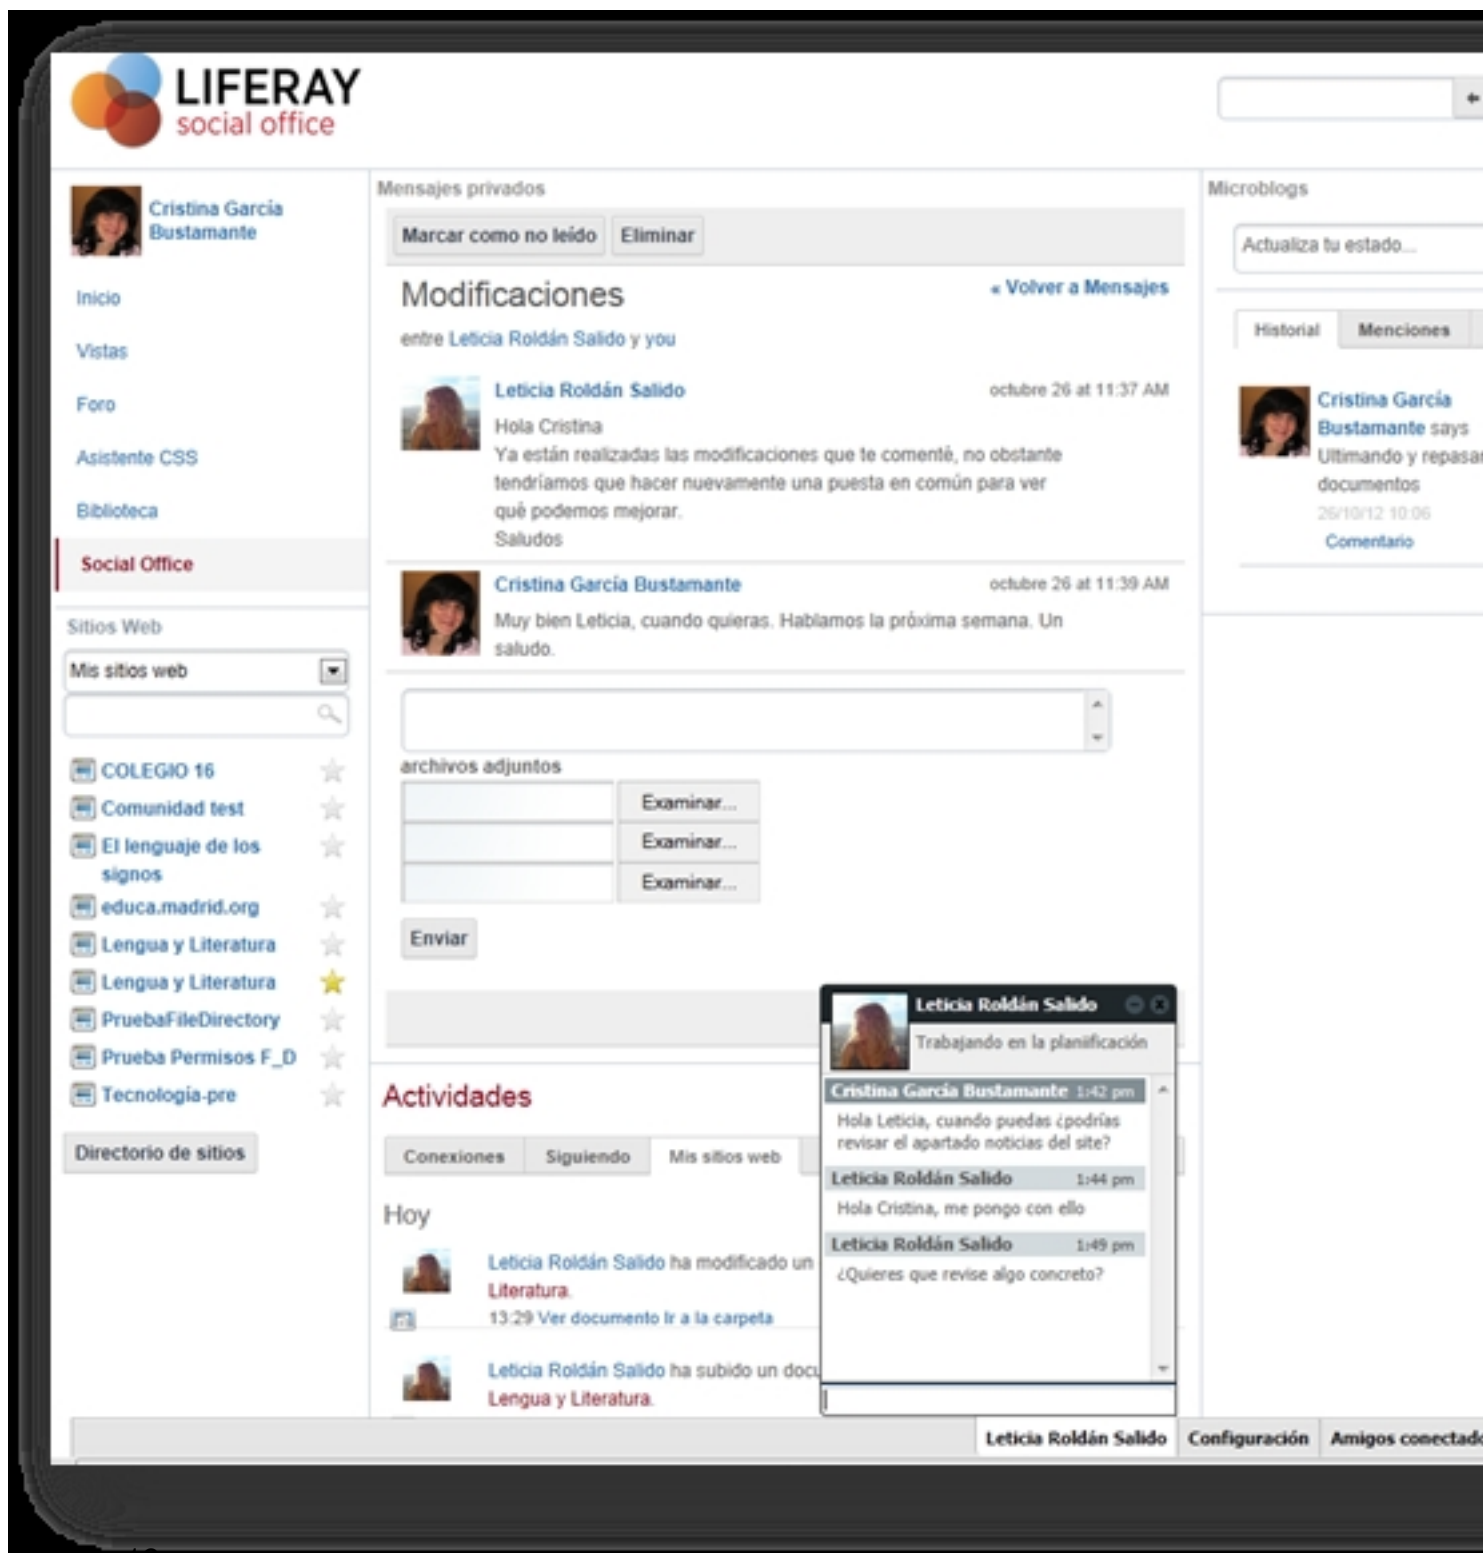 LIFERAY
social office
Cristina García
Bustamante
Inicio
Vistas
Foro
Asistente CSS
Biblioteca
Social Office
Sitios Web
Mis sitios web
COLEGIO 16
Comunidad test
El lenguaje de los
signos
educa.madrid.org
Lengua y Literatura
Lengua y Literatura
PruebaFileDirectory
Prueba Permisos F_D
Tecnología-pre
Directorio de sitios
Mensajes privados
Marcar como no leído Eliminar
Modificaciones
« Volver a Mensajes
entre Leticia Roldán Salido y you
Leticia Roldán Salido octubre 26 at 11:37 AM
Hola Cristina
Ya están realizadas las modificaciones que te comenté, no obstante
tendríamos que hacer nuevamente una puesta en común para ver
qué podemos mejorar.
Saludos
Cristina García Bustamante octubre 26 at 11:39 AM
Muy bien Leticia, cuando quieras. Hablamos la próxima semana. Un
saludo.
archivos adjuntos
Examinar...
Examinar...
Examinar...
Enviar
Actividades
Conexiones Siguiendo Mis sitios web
Hoy
Leticia Roldán Salido ha modificado un
Literatura.
13:29 Ver documento Ir a la carpeta
Leticia Roldán Salido ha subido un docu
Lengua y Literatura.
Leticia Roldán Salido
Trabajando en la planiificación
Cristina García Bustamante 1:42 pm
Hola Leticia, cuando puedas ¿podrías
revisar el apartado noticias del site?
Leticia Roldán Salido 1:44 pm
Hola Cristina, me pongo con ello
Leticia Roldán Salido 1:49 pm
¿Quieres que revise algo concreto?
Microblogs
Actualiza tu estado...
Historial Menciones
Cristina García
Bustamante says
Ultimando y repasan
documentos
26/10/12 10:06
Comentario
Leticia Roldán Salido Configuración Amigos conectado